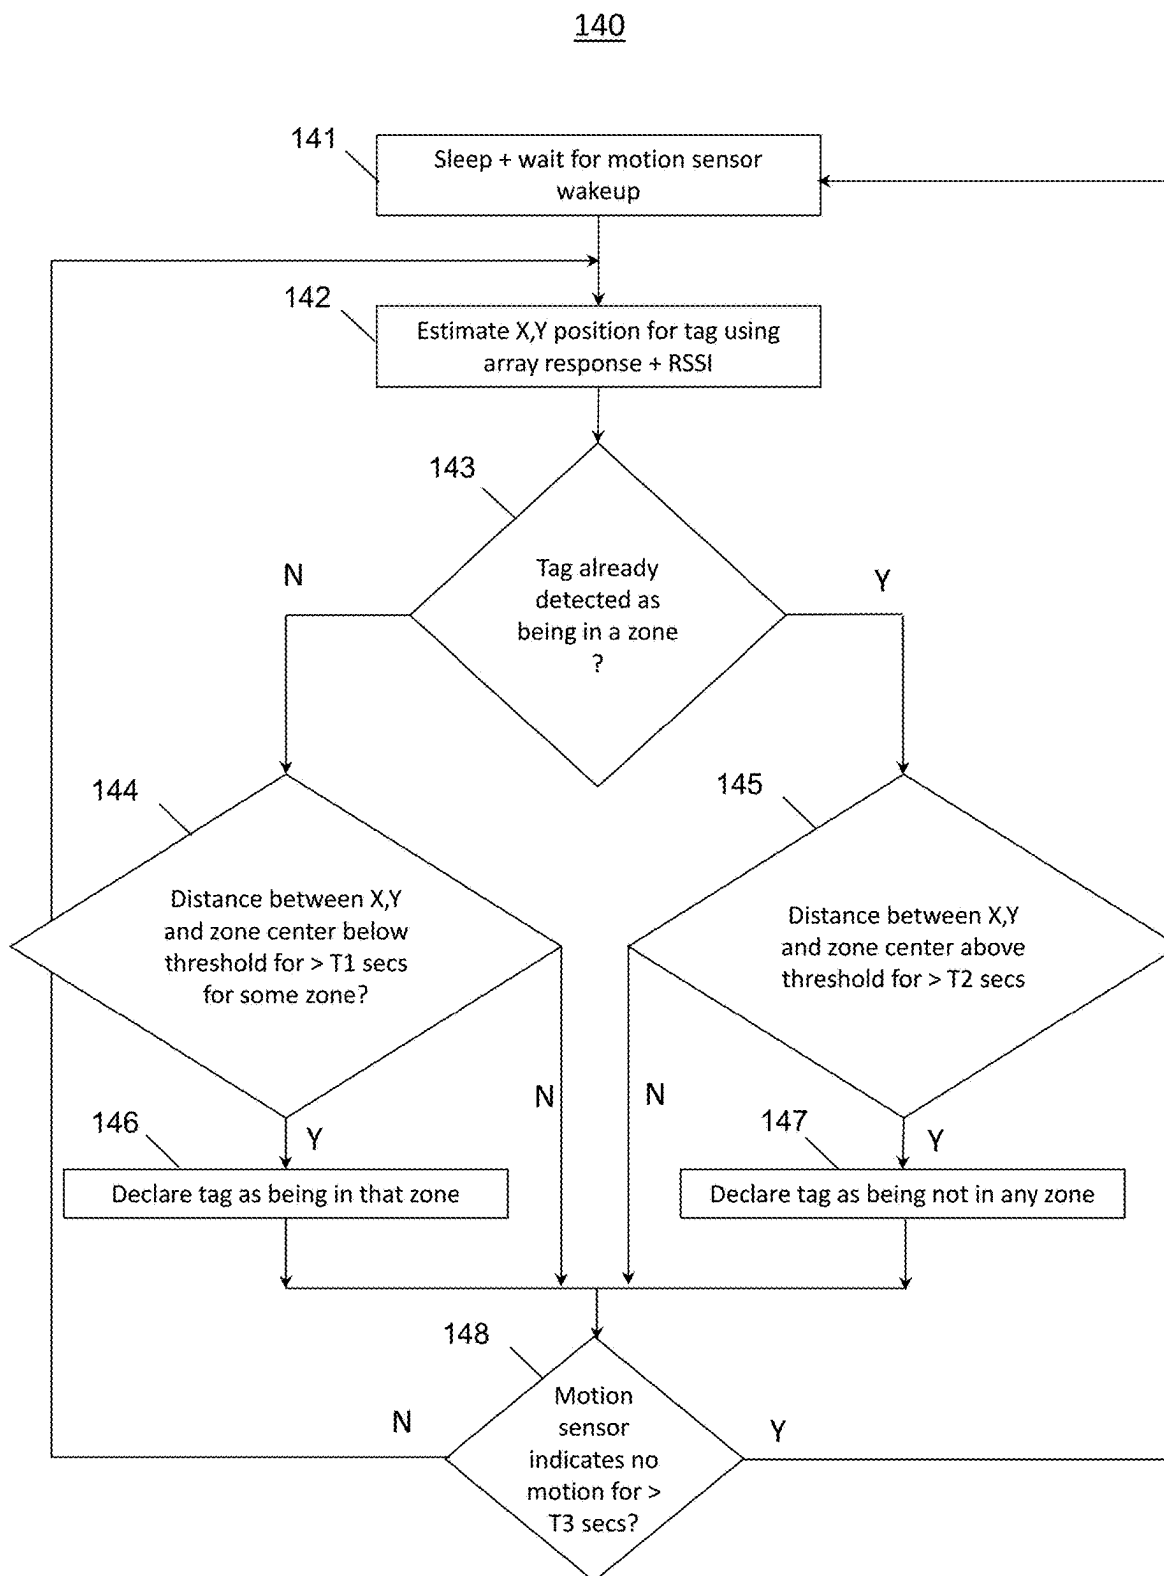 140
141
Sleep + wait for motion sensor
wakeup
142
Estimate X,Y position for tag using
array response + RSSI
143
Tag already
detected as
being in a zone
?
N
Y
144
Distance between X,Y
and zone center below
threshold for > T1 secs
for some zone?
145
Distance between X,Y
and zone center above
threshold for > T2 secs
N
N
146
Y
Declare tag as being in that zone
147
Y
Declare tag as being not in any zone
148
Motion
sensor
indicates no
motion for >
T3 secs?
N
Y